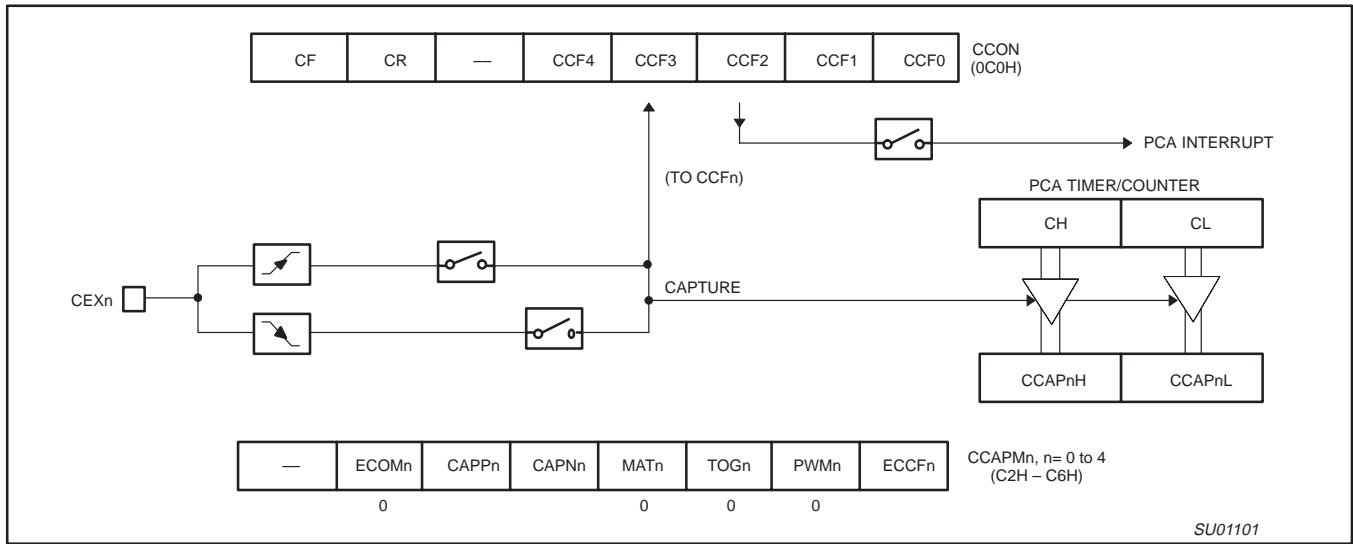 CF CR — CCF4 CCF3 CCF2 CCF1 CCF0
CCON
(0C0H)
PCA INTERRUPT
(TO CCFn)
PCA TIMER/COUNTER
CH CL
CEXn
CAPTURE
CCAPnH CCAPnL
— ECOMn CAPPn CAPNn MATn TOGn PWMn ECCFn
CCAPMn, n= 0 to 4
(C2H – C6H)
0 0 0 0
SU01101